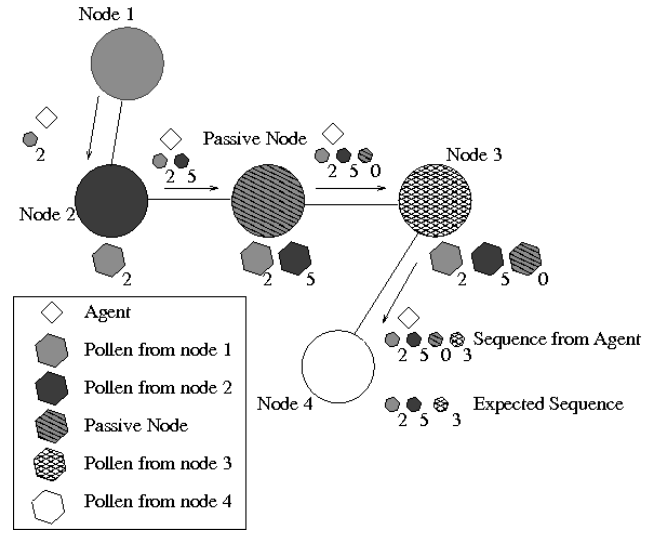 Node 1
2
Passive Node
2 5
2 5 0
Node 3
Node 2
2
2 5
2 5 0
Agent
Pollen from node 1
Pollen from node 2
Passive Node
Pollen from node 3
Pollen from node 4
2 5 0 3
Sequence from Agent
Node 4
2 5 3
Expected Sequence